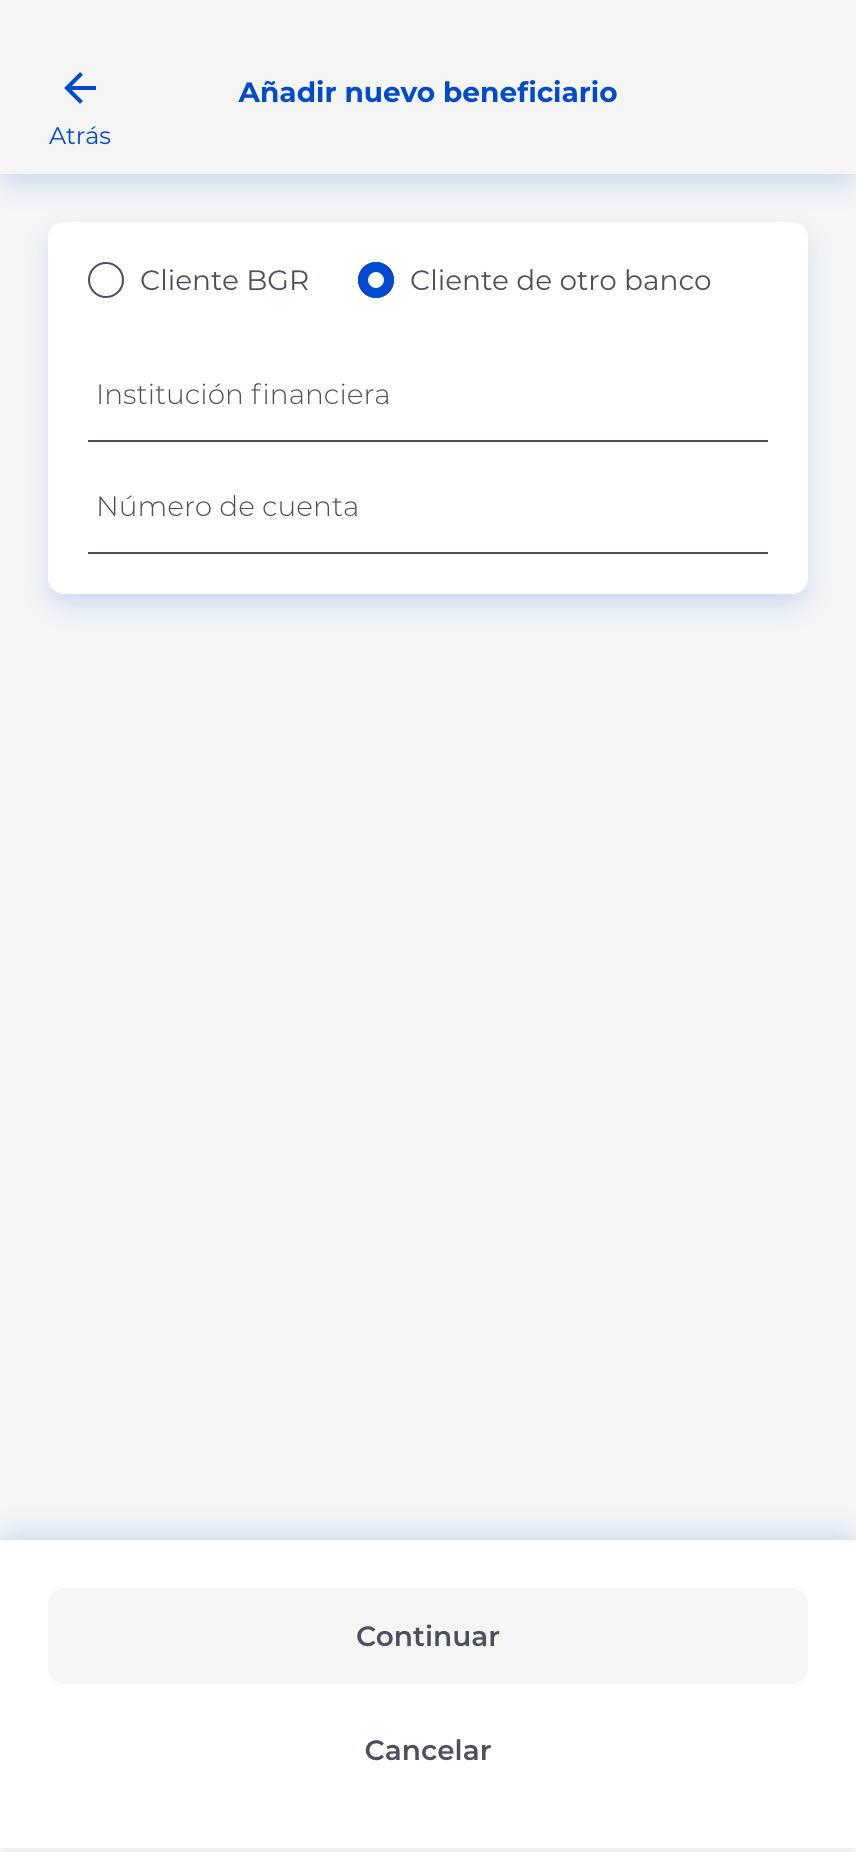 Añadir nuevo beneficiario
Atrás
Cliente BGR
Cliente de otro banco
Institución financiera
Número de cuenta
Continuar
Cancelar